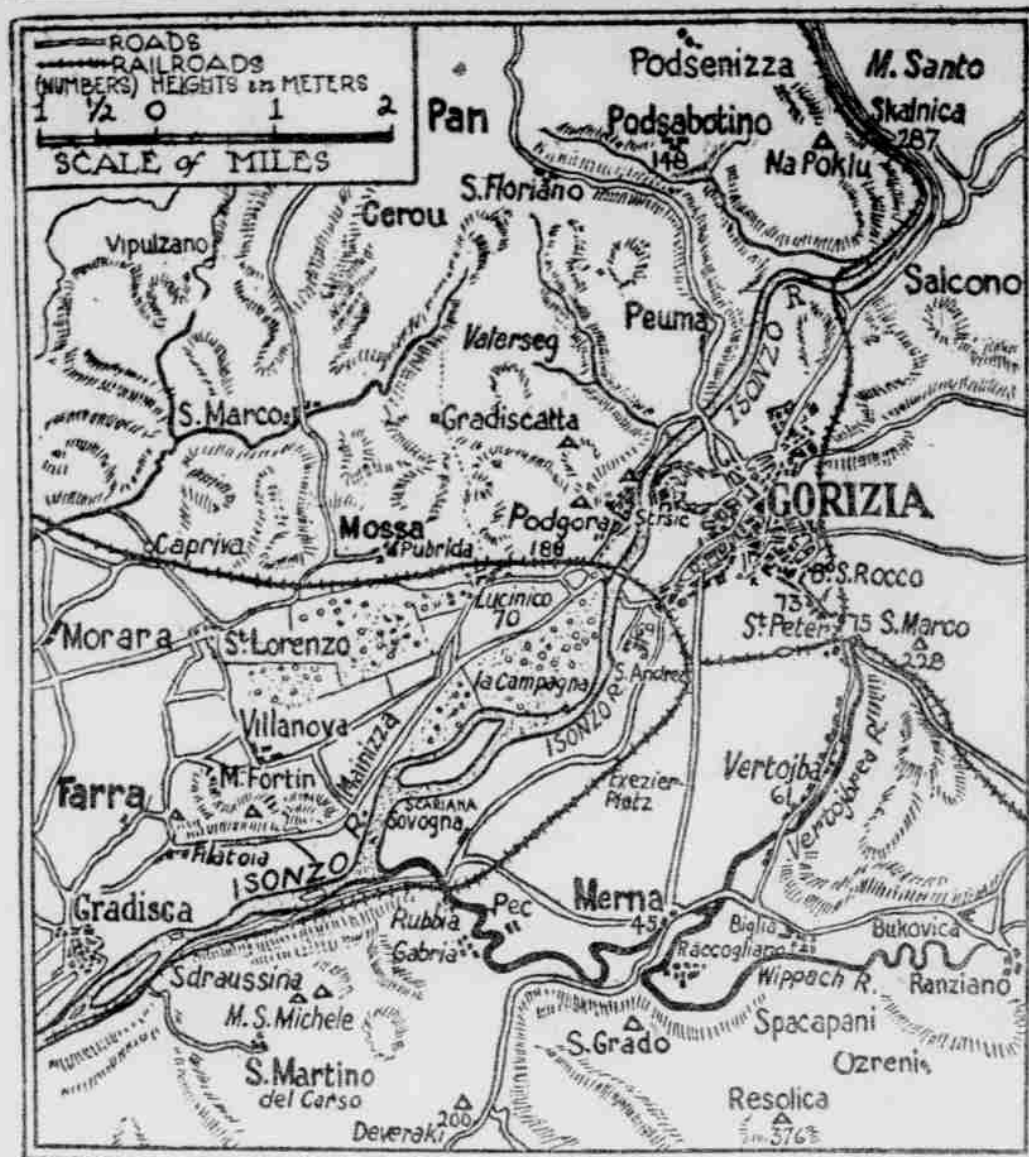 ROADS
RAILROADS
(NUMBERS) HEIGHTS in METERS
1 ½ 0 1 2
SCALE of MILES
Pan
Podsenizza
M. Santo
Podsabotino
148
Skalnica
287
Na Poklu
S. Floriano
Cerou
Vipulzano
Salcono
Peuma
Valerseg
ISONZO R
S. Marco
Gradiscatta
GORIZIA
Podgora
Mossa
Pubrida
188
Capriva
B° S. ROCCO
Lucinico
70
73
St. Peter
75
S. Marco
228
Morara
St. Lorenzo
la Campagna
S. Andrea
ISONZO R
Villanova
Mainizza
M. Fortin
Vertojba
61
Exezier-
Platz
Farra
SCARIANA
Sovogna
Vertojbarea
Filatoia
ISONZO R.
Gradisca
Merna
45
Rubbia
Pec
Biglia
Bukovica
Gabria
Raccogliano
Wippach R.
Ranziano
Sdraussina
M. S. Michele
S. Grado
Spacapani
Ozreni
S. Martino
del Carso
Resolica
376
Deveraki
200